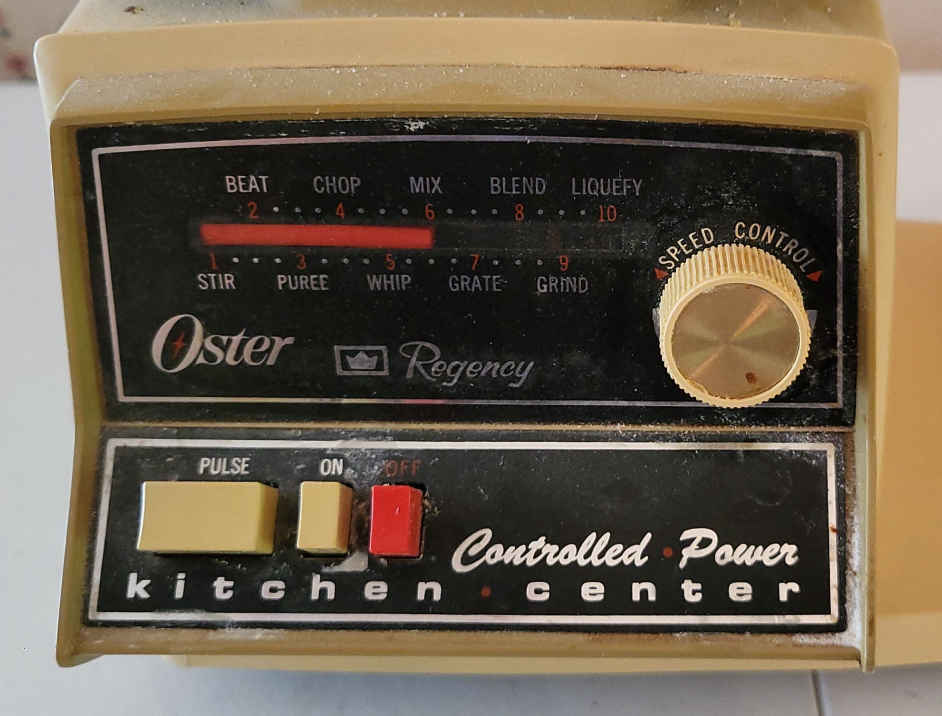 BEAT CHOP MIX BLEND LIQUEFY
2 4 6 8 10
1 3 5 7 9
STIR PUREE WHIP GRATE GRIND
SPEED CONTROL
Oster Regency
PULSE ON OFF
Controlled • Power
kitchen • center